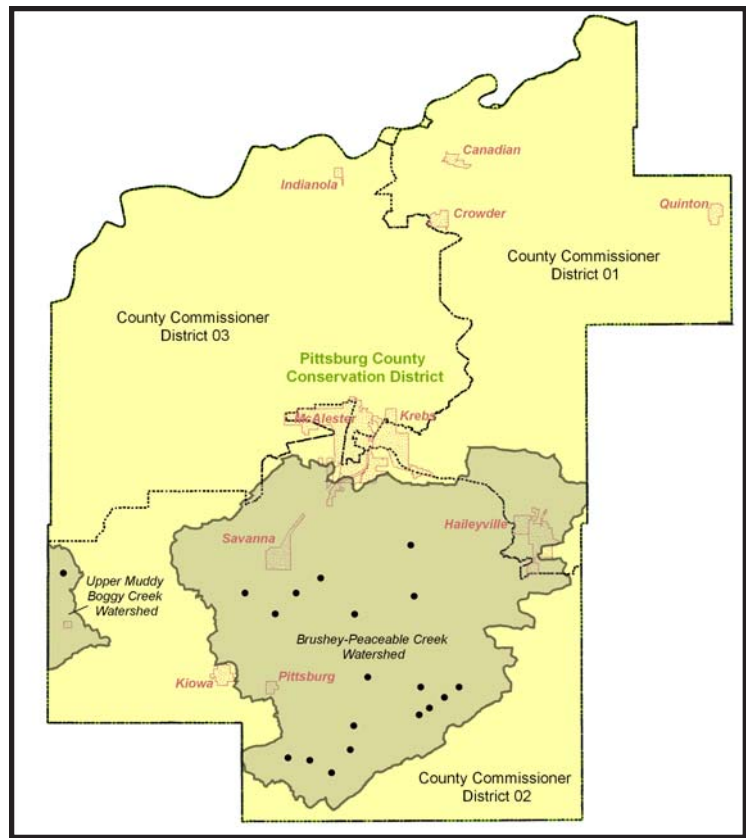 Canadian
Indianola
Quinton
Crowder
County Commissioner
District 01
County Commissioner
District 03
Pittsburg County
Conservation District
McAlester
Krebs
Savanna
Haileyville
Upper Muddy
Boggy Creek
Watershed
Brushey-Peaceable Creek
Watershed
Kiowa
Pittsburg
County Commissioner
District 02